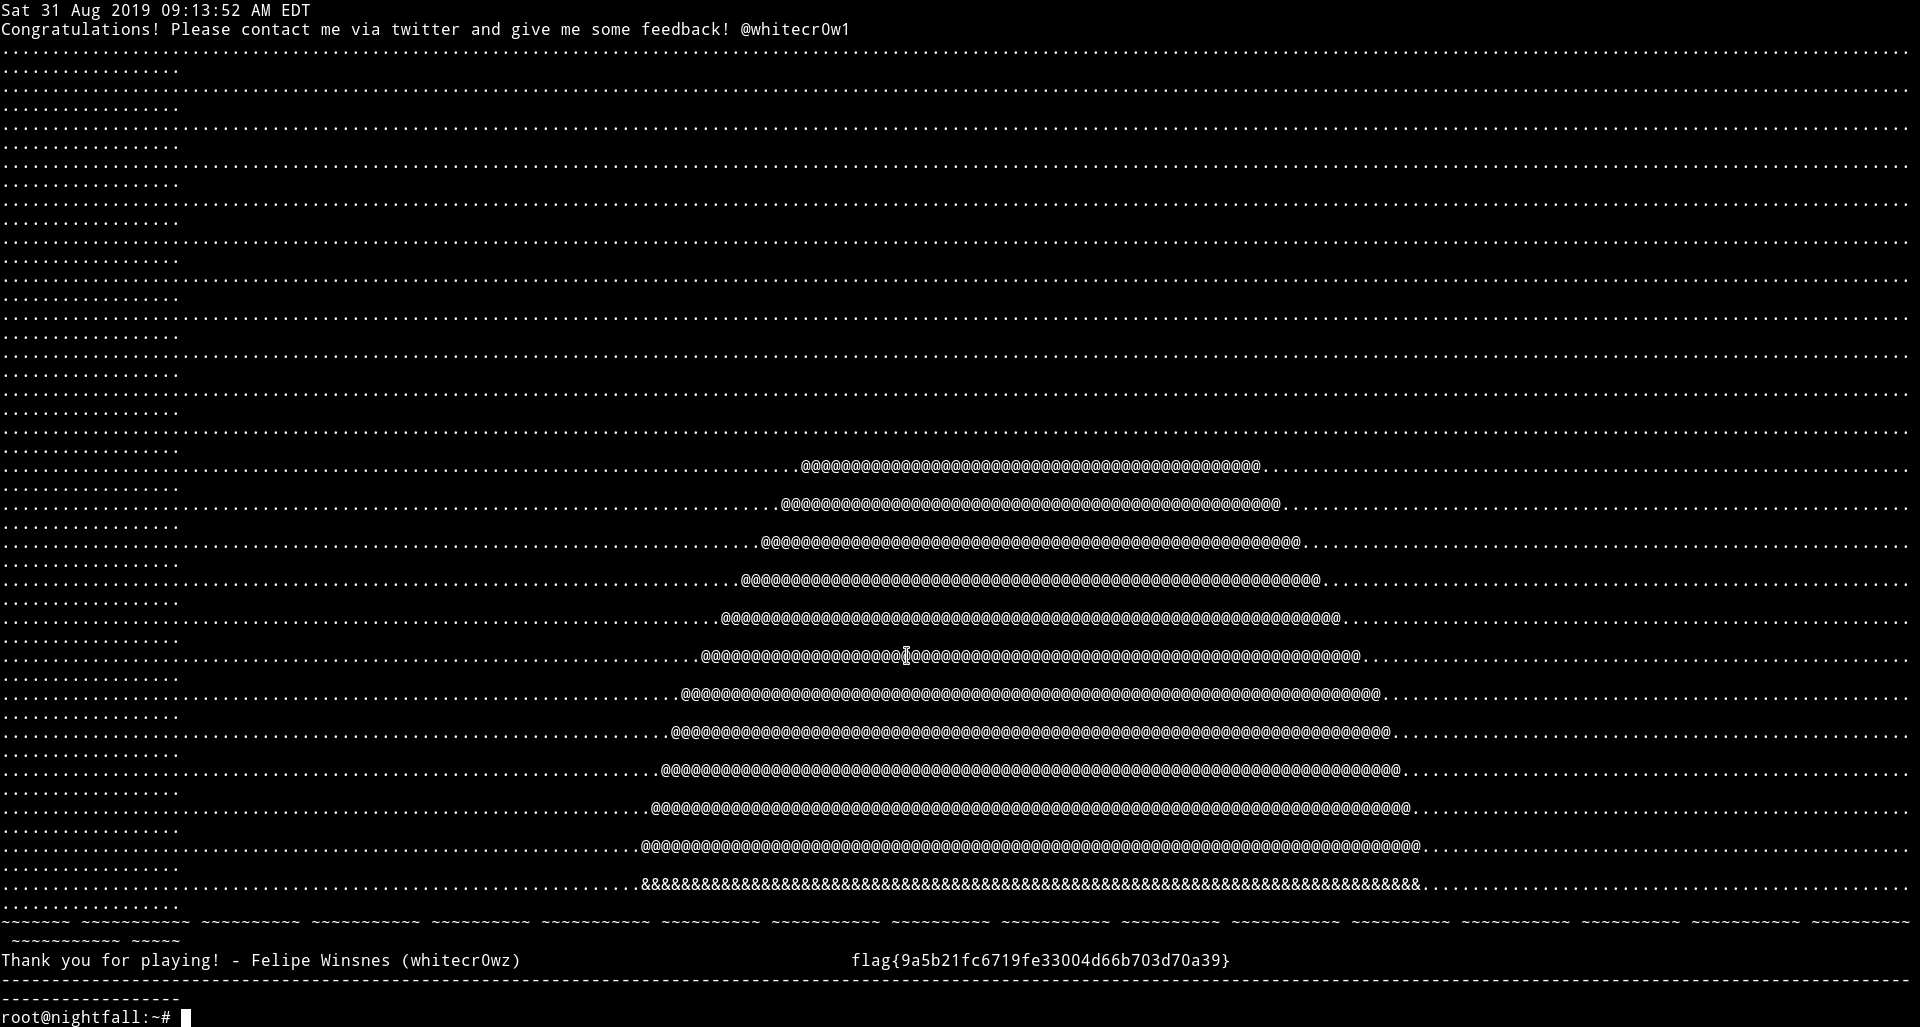 Sat 31 Aug 2019 09:13:52 AM EDT
Congratulations! Please contact me via twitter and give me some feedback! @whitecr0w1
Thank you for playing! - Felipe Winsnes (whitecr0wz) flag{9a5b21fc6719fe33004d66b703d70a39}
root@nightfall:~#